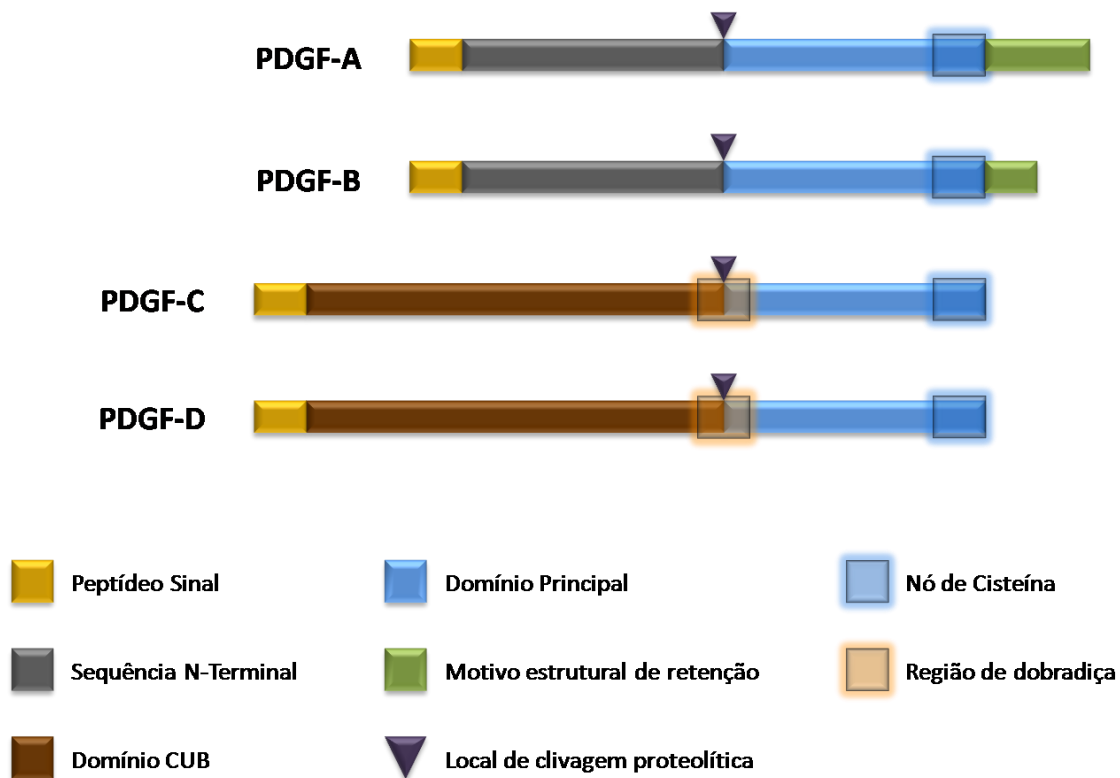 PDGF-A
PDGF-B
PDGF-C
PDGF-D
Peptídeo Sinal
Domínio Principal
Nó de Cisteína
Sequência N-Terminal
Motivo estrutural de retenção
Região de dobradiça
Domínio CUB
Local de clivagem proteolítica